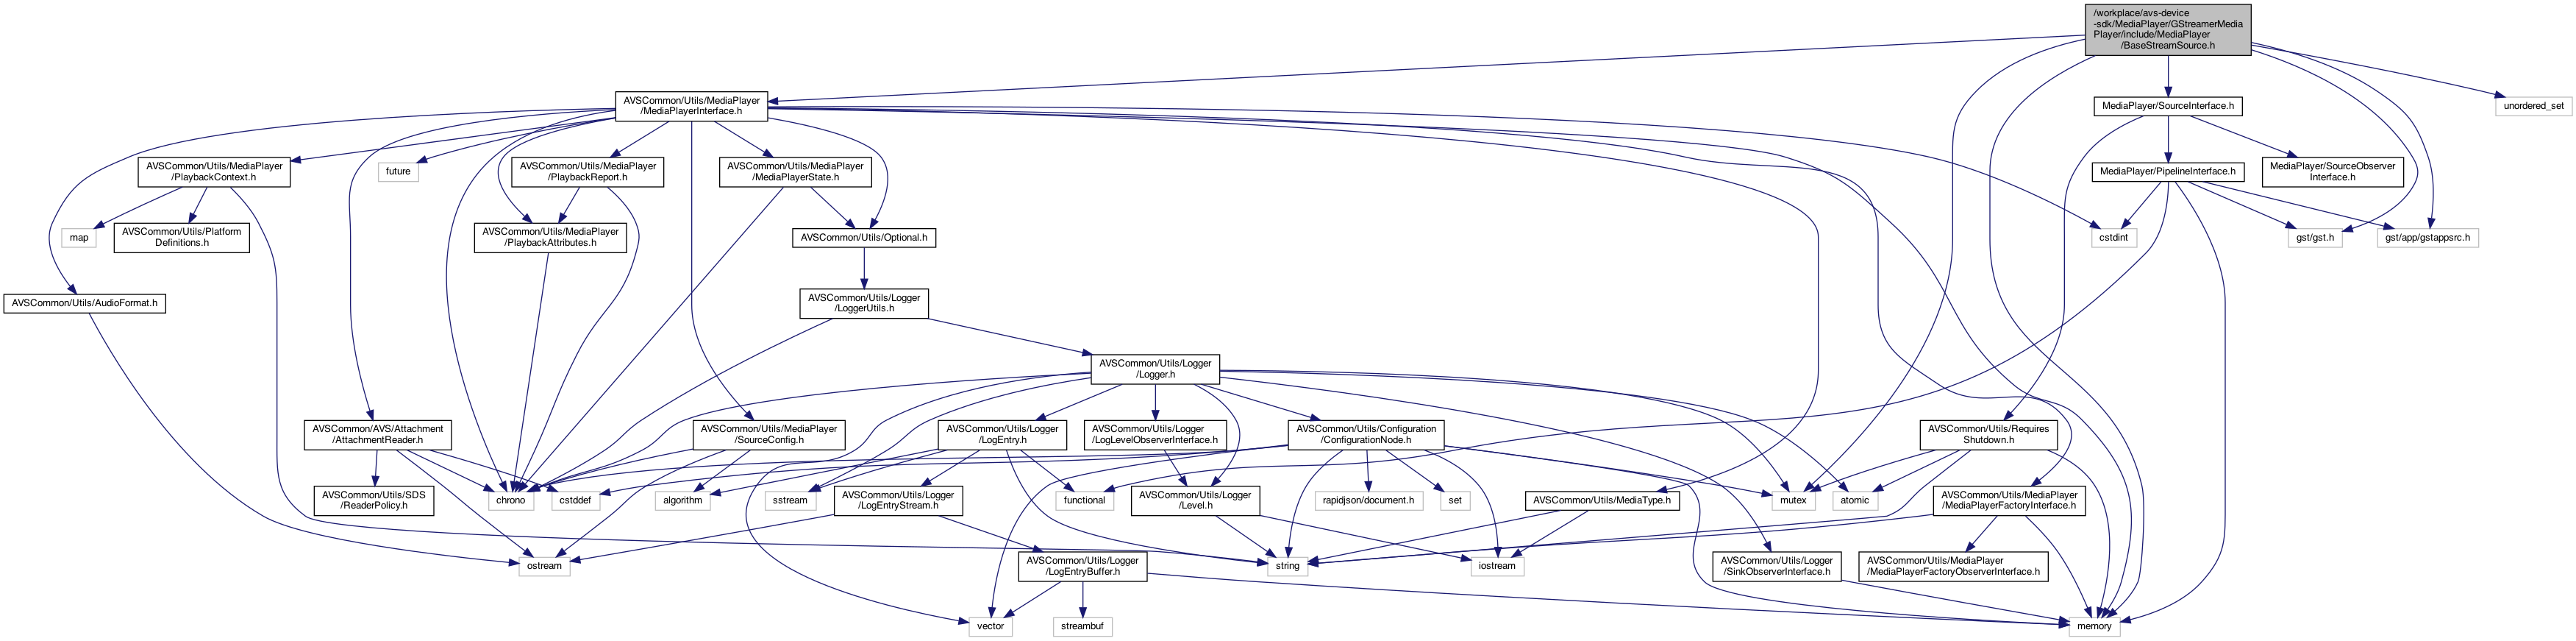 /workplace/avs-device
-sdk/MediaPlayer/GStreamerMedia
Player/include/MediaPlayer
/BaseStreamSource.h
AVSCommon/Utils/MediaPlayer
/MediaPlayerInterface.h
MediaPlayer/SourceInterface.h
unordered_set
AVSCommon/Utils/MediaPlayer
/PlaybackContext.h
future
AVSCommon/Utils/MediaPlayer
/PlaybackReport.h
AVSCommon/Utils/MediaPlayer
/MediaPlayerState.h
MediaPlayer/PipelineInterface.h
MediaPlayer/SourceObserver
Interface.h
map
AVSCommon/Utils/Platform
Definitions.h
AVSCommon/Utils/MediaPlayer
/PlaybackAttributes.h
AVSCommon/Utils/Optional.h
cstdint
gst/gst.h
gst/app/gstappsrc.h
AVSCommon/Utils/AudioFormat.h
AVSCommon/Utils/Logger
/LoggerUtils.h
AVSCommon/Utils/Logger
/Logger.h
AVSCommon/AVS/Attachment
/AttachmentReader.h
AVSCommon/Utils/MediaPlayer
/SourceConfig.h
AVSCommon/Utils/Logger
/LogEntry.h
AVSCommon/Utils/Logger
/LogLevelObserverInterface.h
AVSCommon/Utils/Configuration
/ConfigurationNode.h
AVSCommon/Utils/Requires
Shutdown.h
AVSCommon/Utils/SDS
/ReaderPolicy.h
chrono
cstddef
algorithm
sstream
AVSCommon/Utils/Logger
/LogEntryStream.h
functional
AVSCommon/Utils/Logger
/Level.h
rapidjson/document.h
set
AVSCommon/Utils/MediaType.h
mutex
atomic
AVSCommon/Utils/MediaPlayer
/MediaPlayerFactoryInterface.h
ostream
AVSCommon/Utils/Logger
/LogEntryBuffer.h
string
iostream
AVSCommon/Utils/Logger
/SinkObserverInterface.h
AVSCommon/Utils/MediaPlayer
/MediaPlayerFactoryObserverInterface.h
vector
streambuf
memory